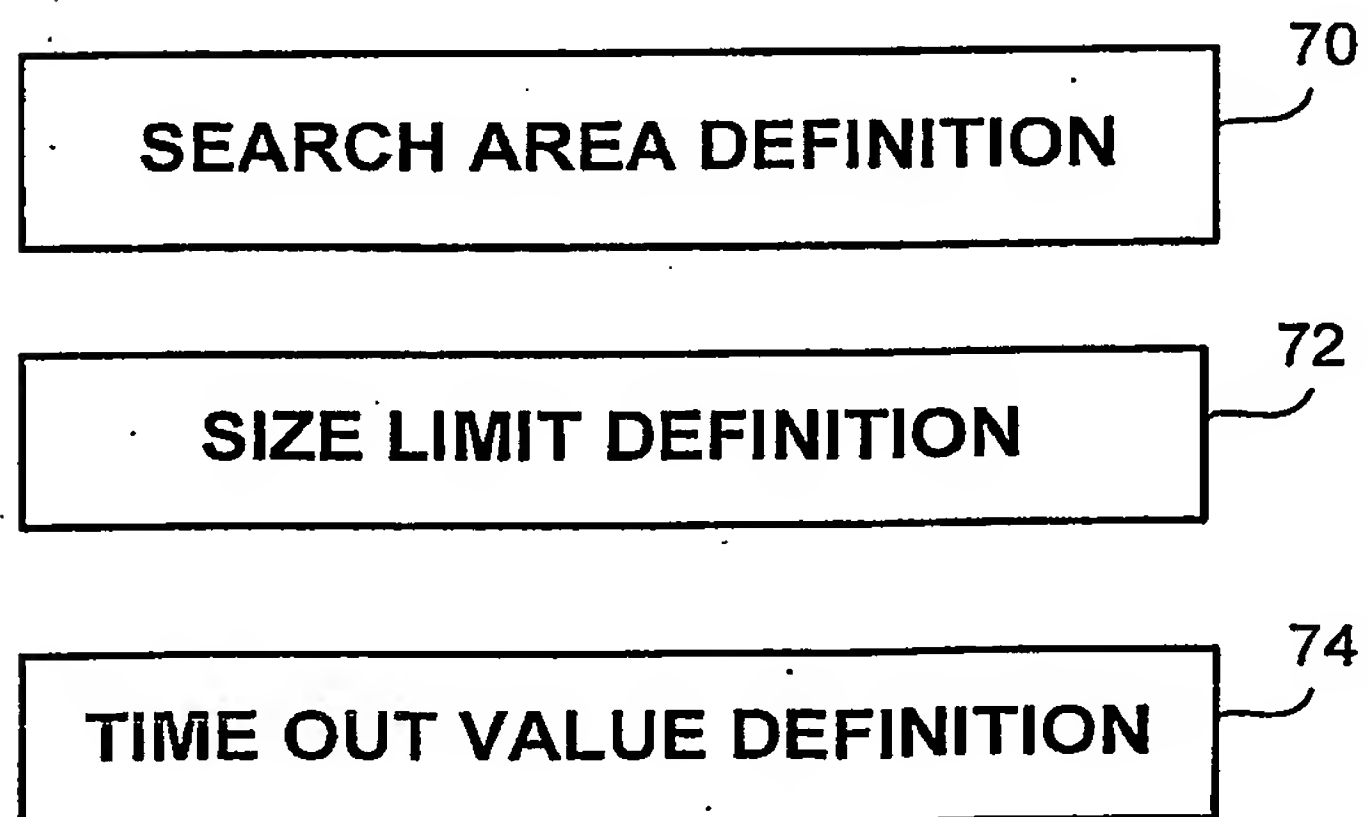 70
SEARCH AREA DEFINITION
72
SIZE LIMIT DEFINITION
74
TIME OUT VALUE DEFINITION